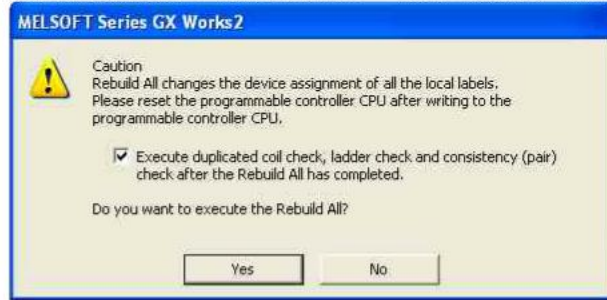 MELSOFT Series GX Works2
Caution
Rebuild All changes the device assignment of all the local labels.
Please reset the programmable controller CPU after writing to the
programmable controller CPU.
Execute duplicated coil check, ladder check and consistency (pair)
check after the Rebuild All has completed.
Do you want to execute the Rebuild All?
Yes
No